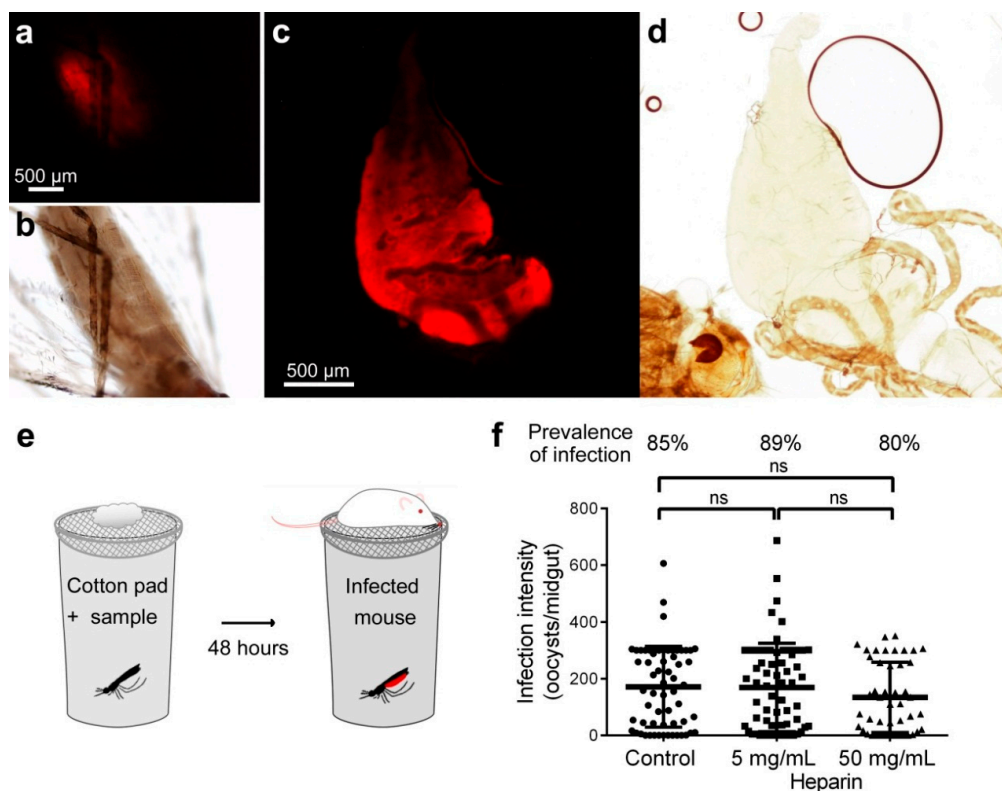 a
500 µm
b
c
500 µm
d
e
Cotton pad
+ sample
48 hours
Infected
mouse
f
Prevalence
of infection
85%
89%
80%
ns
ns
ns
Infection intensity
(oocysts/midgut)
800
600
400
200
0
Control
5 mg/mL
50 mg/mL
Heparin